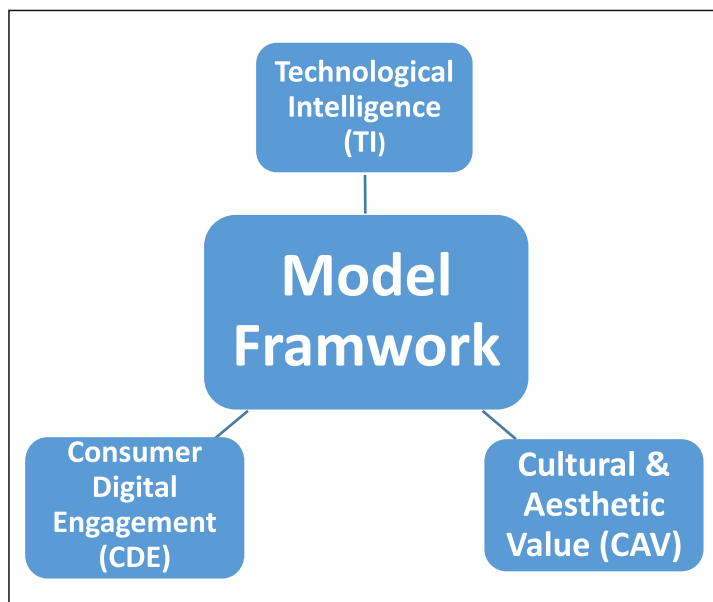 Technological
Intelligence
(TI)
Model
Framwork
Consumer
Digital
Engagement
(CDE)
Cultural &
Aesthetic
Value (CAV)